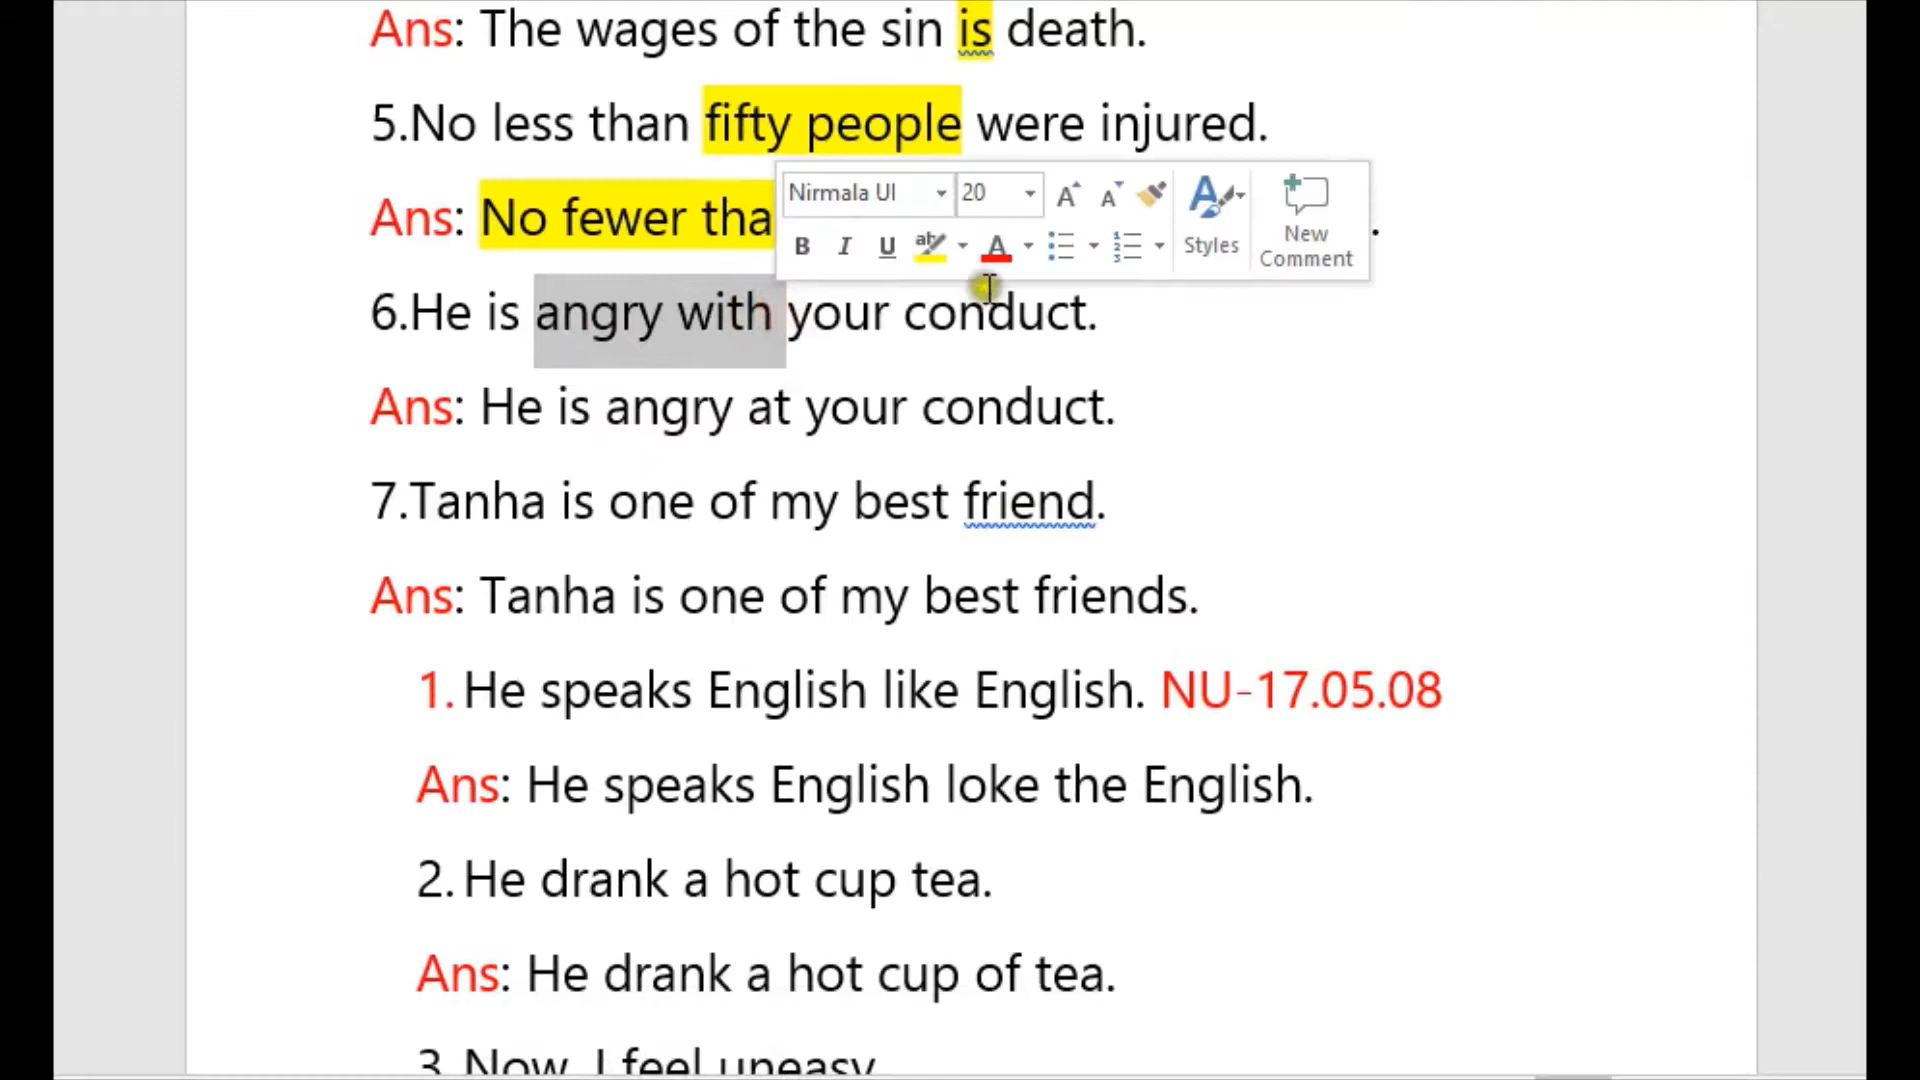 Ans: The wages of the sin is death.
5.No less than fifty people were injured.
Nirmala UI 20
Styles
New Comment
B I U
Ans: No fewer tha .
6.He is angry with your conduct.
Ans: He is angry at your conduct.
7.Tanha is one of my best friend.
Ans: Tanha is one of my best friends.
1. He speaks English like English. NU-17.05.08
Ans: He speaks English loke the English.
2. He drank a hot cup tea.
Ans: He drank a hot cup of tea.
3. Now, I feel uneasy